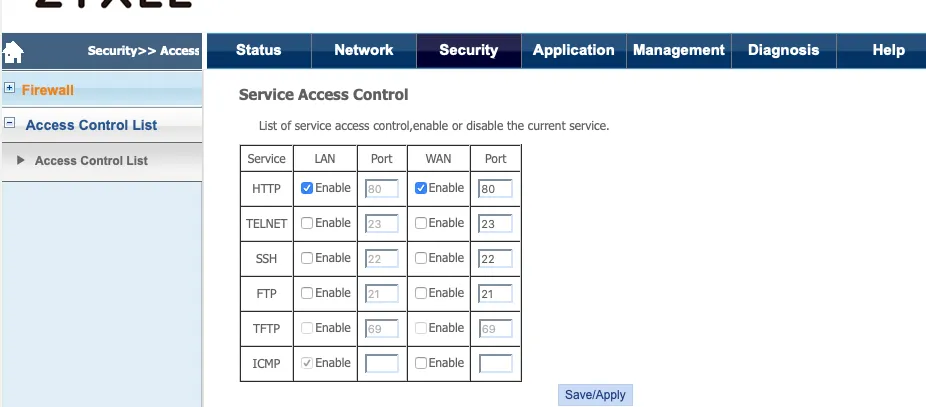 ZYXEL
Security>> Access
Status Network Security Application Management Diagnosis Help
Firewall
Access Control List
Access Control List
Service Access Control
List of service access control,enable or disable the current service.
Service LAN Port WAN Port
HTTP Enable 80 Enable 80
TELNET Enable 23 Enable 23
SSH Enable 22 Enable 22
FTP Enable 21 Enable 21
TFTP Enable 69 Enable 69
ICMP Enable Enable
Save/Apply